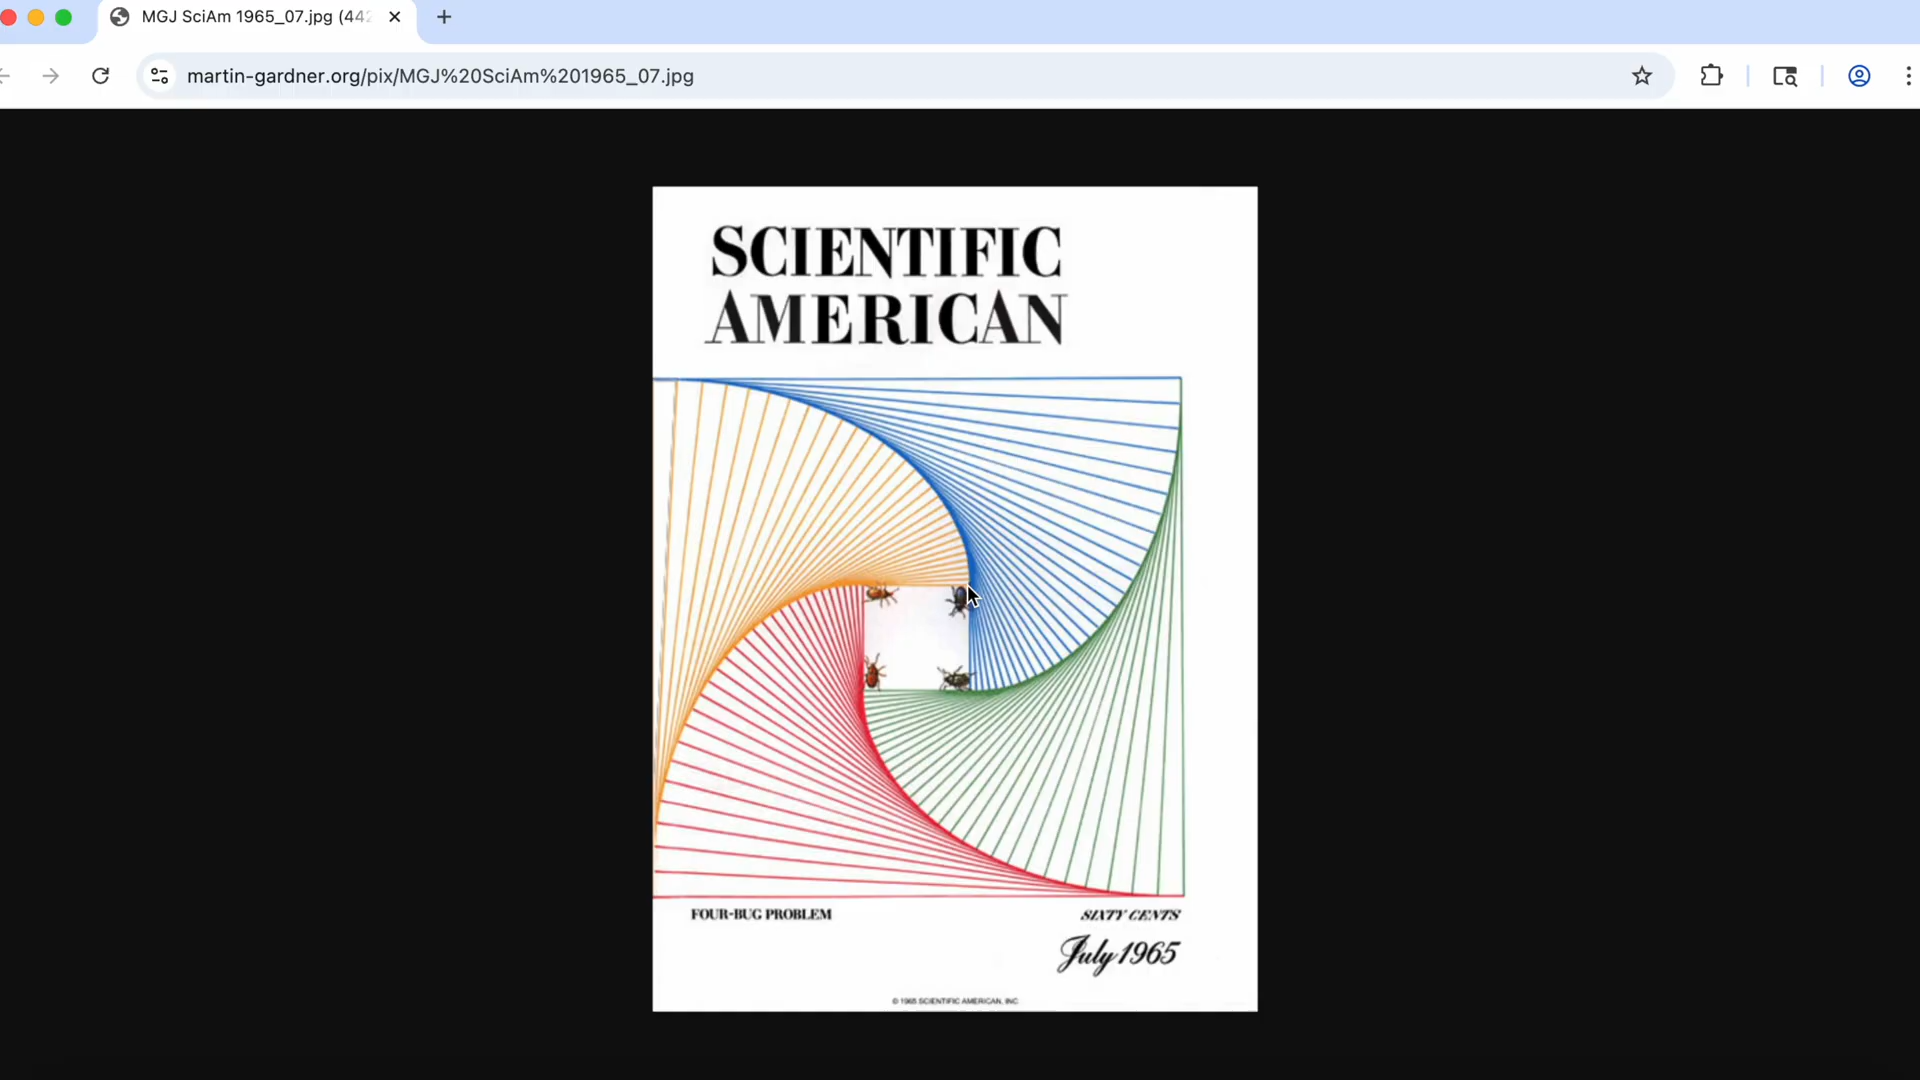 MGJ SciAm 1965_07.jpg (442
martin-gardner.org/pix/MGJ%20SciAm%201965_07.jpg
SCIENTIFIC
AMERICAN
FOUR-BUG PROBLEM
SIXTY CENTS
July 1965
© 1965 SCIENTIFIC AMERICAN, INC